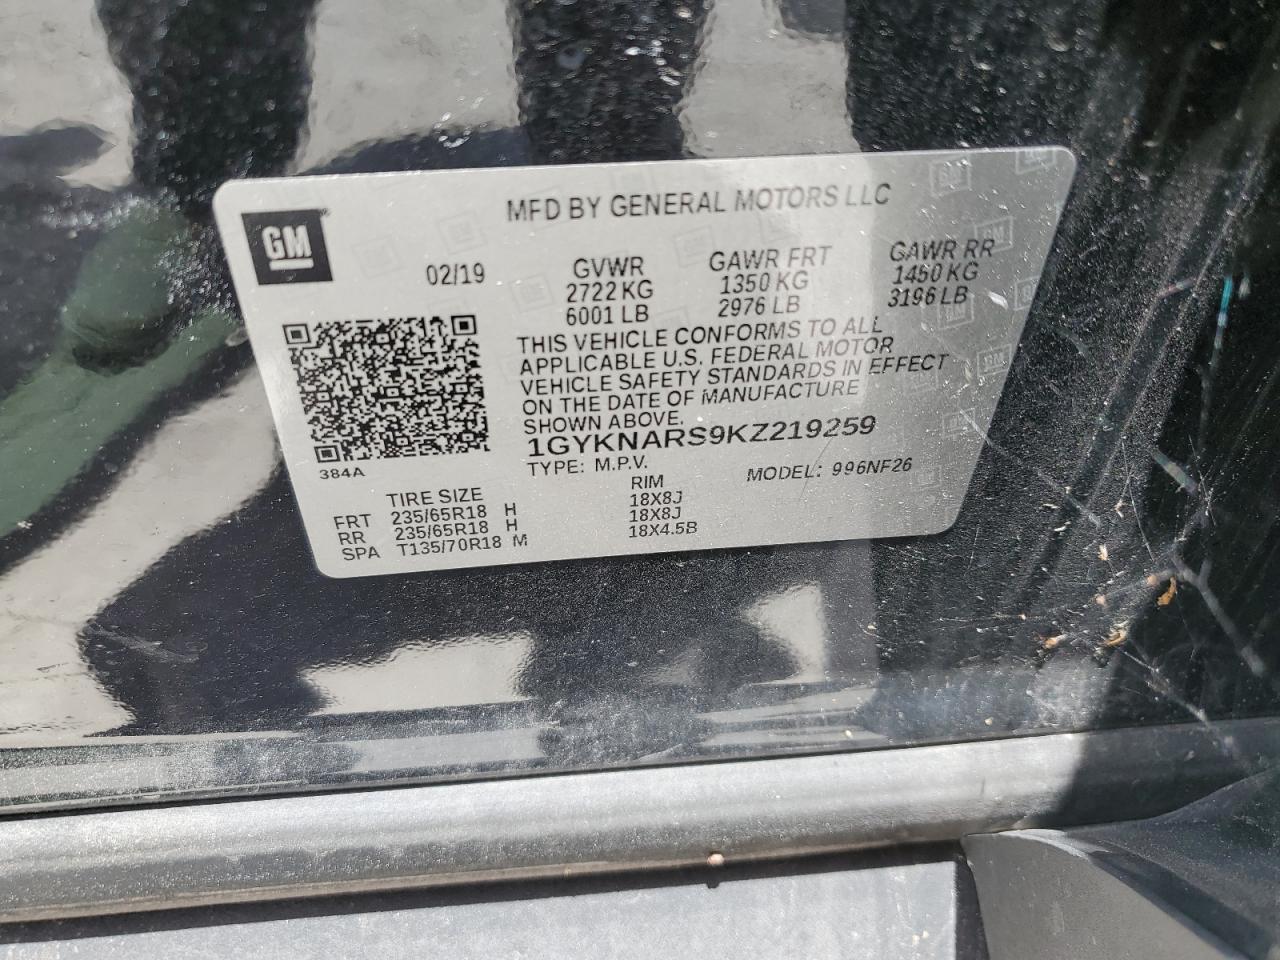 GM
MFD BY GENERAL MOTORS LLC
02/19
GVWR
2722 KG
6001 LB
GAWR FRT
1350 KG
2976 LB
GAWR RR
1450 KG
3196 LB
THIS VEHICLE CONFORMS TO ALL
APPLICABLE U.S. FEDERAL MOTOR
VEHICLE SAFETY STANDARDS IN EFFECT
ON THE DATE OF MANUFACTURE
SHOWN ABOVE.
1GYKNARS9KZ219259
384A
TYPE: M.P.V.
MODEL: 996NF26
TIRE SIZE RIM
FRT 235/65R18 H 18X8J
RR 235/65R18 H 18X8J
SPA T135/70R18 M 18X4.5B